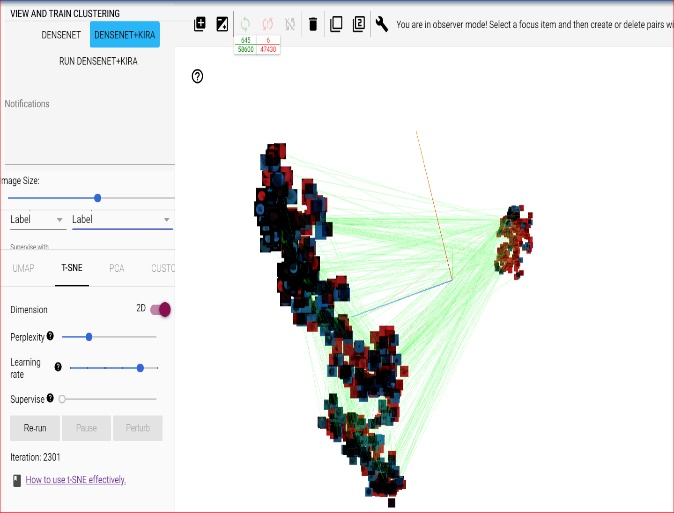 VIEW AND TRAIN CLUSTERING
DENSENET
DENSENET+KIRA
RUN DENSENET+KIRA
Notifications
mage Size:
Label
Label
Supervise with
UMAP
T-SNE
PCA
CUSTO
Dimension
2D
Perplexity
Learning
rate
Supervise
Re-run
Pause
Perturb
Iteration: 2301
How to use t-SNE effectively.
645
6
58600
47430
You are in observer mode! Select a focus item and then create or delete pairs wi